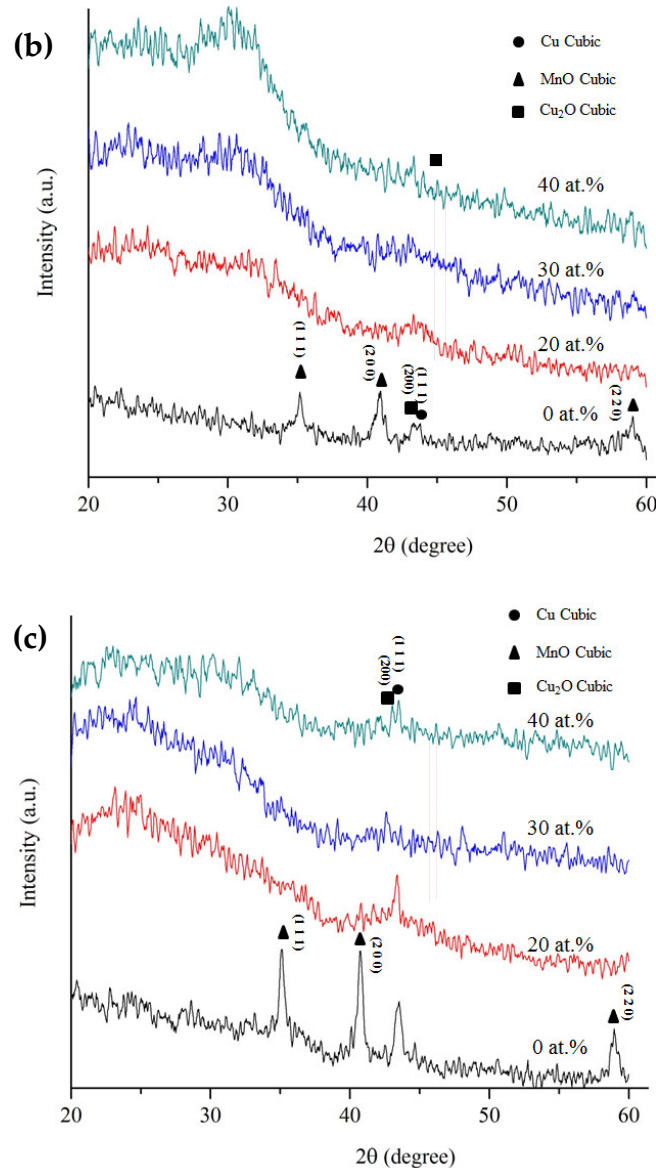 (b)
Cu Cubic
MnO Cubic
Cu₂O Cubic
40 at.%
30 at.%
20 at.%
0 at.%
(1 1 1)
(2 0 0)
(200)
(1 1 1)
(2 2 0)
Intensity (a.u.)
20 30 40 50 60
2θ (degree)
(c)
Cu Cubic
MnO Cubic
Cu₂O Cubic
(200)
(1 1 1)
40 at.%
30 at.%
20 at.%
0 at.%
(1 1 1)
(2 0 0)
(2 2 0)
Intensity (a.u.)
20 30 40 50 60
2θ (degree)